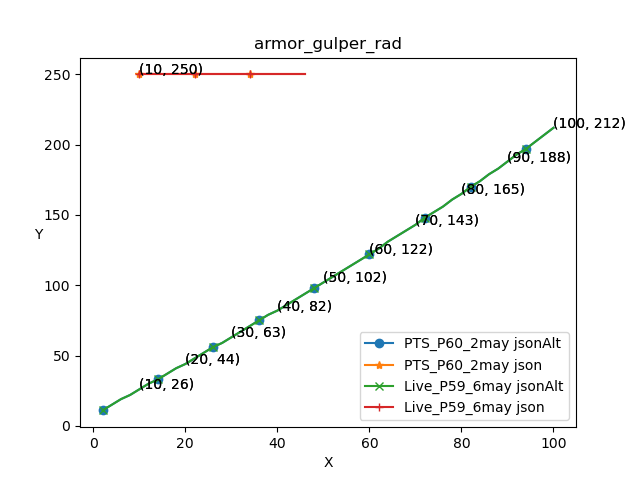 armor_gulper_rad
250
200
150
100
50
0
Y
(10, 250)
(100, 212)
(90, 188)
(80, 165)
(70, 143)
(60, 122)
(50, 102)
(40, 82)
(30, 63)
(20, 44)
(10, 26)
PTS_P60_2may jsonAlt
PTS_P60_2may json
Live_P59_6may jsonAlt
Live_P59_6may json
0 20 40 60 80 100
X